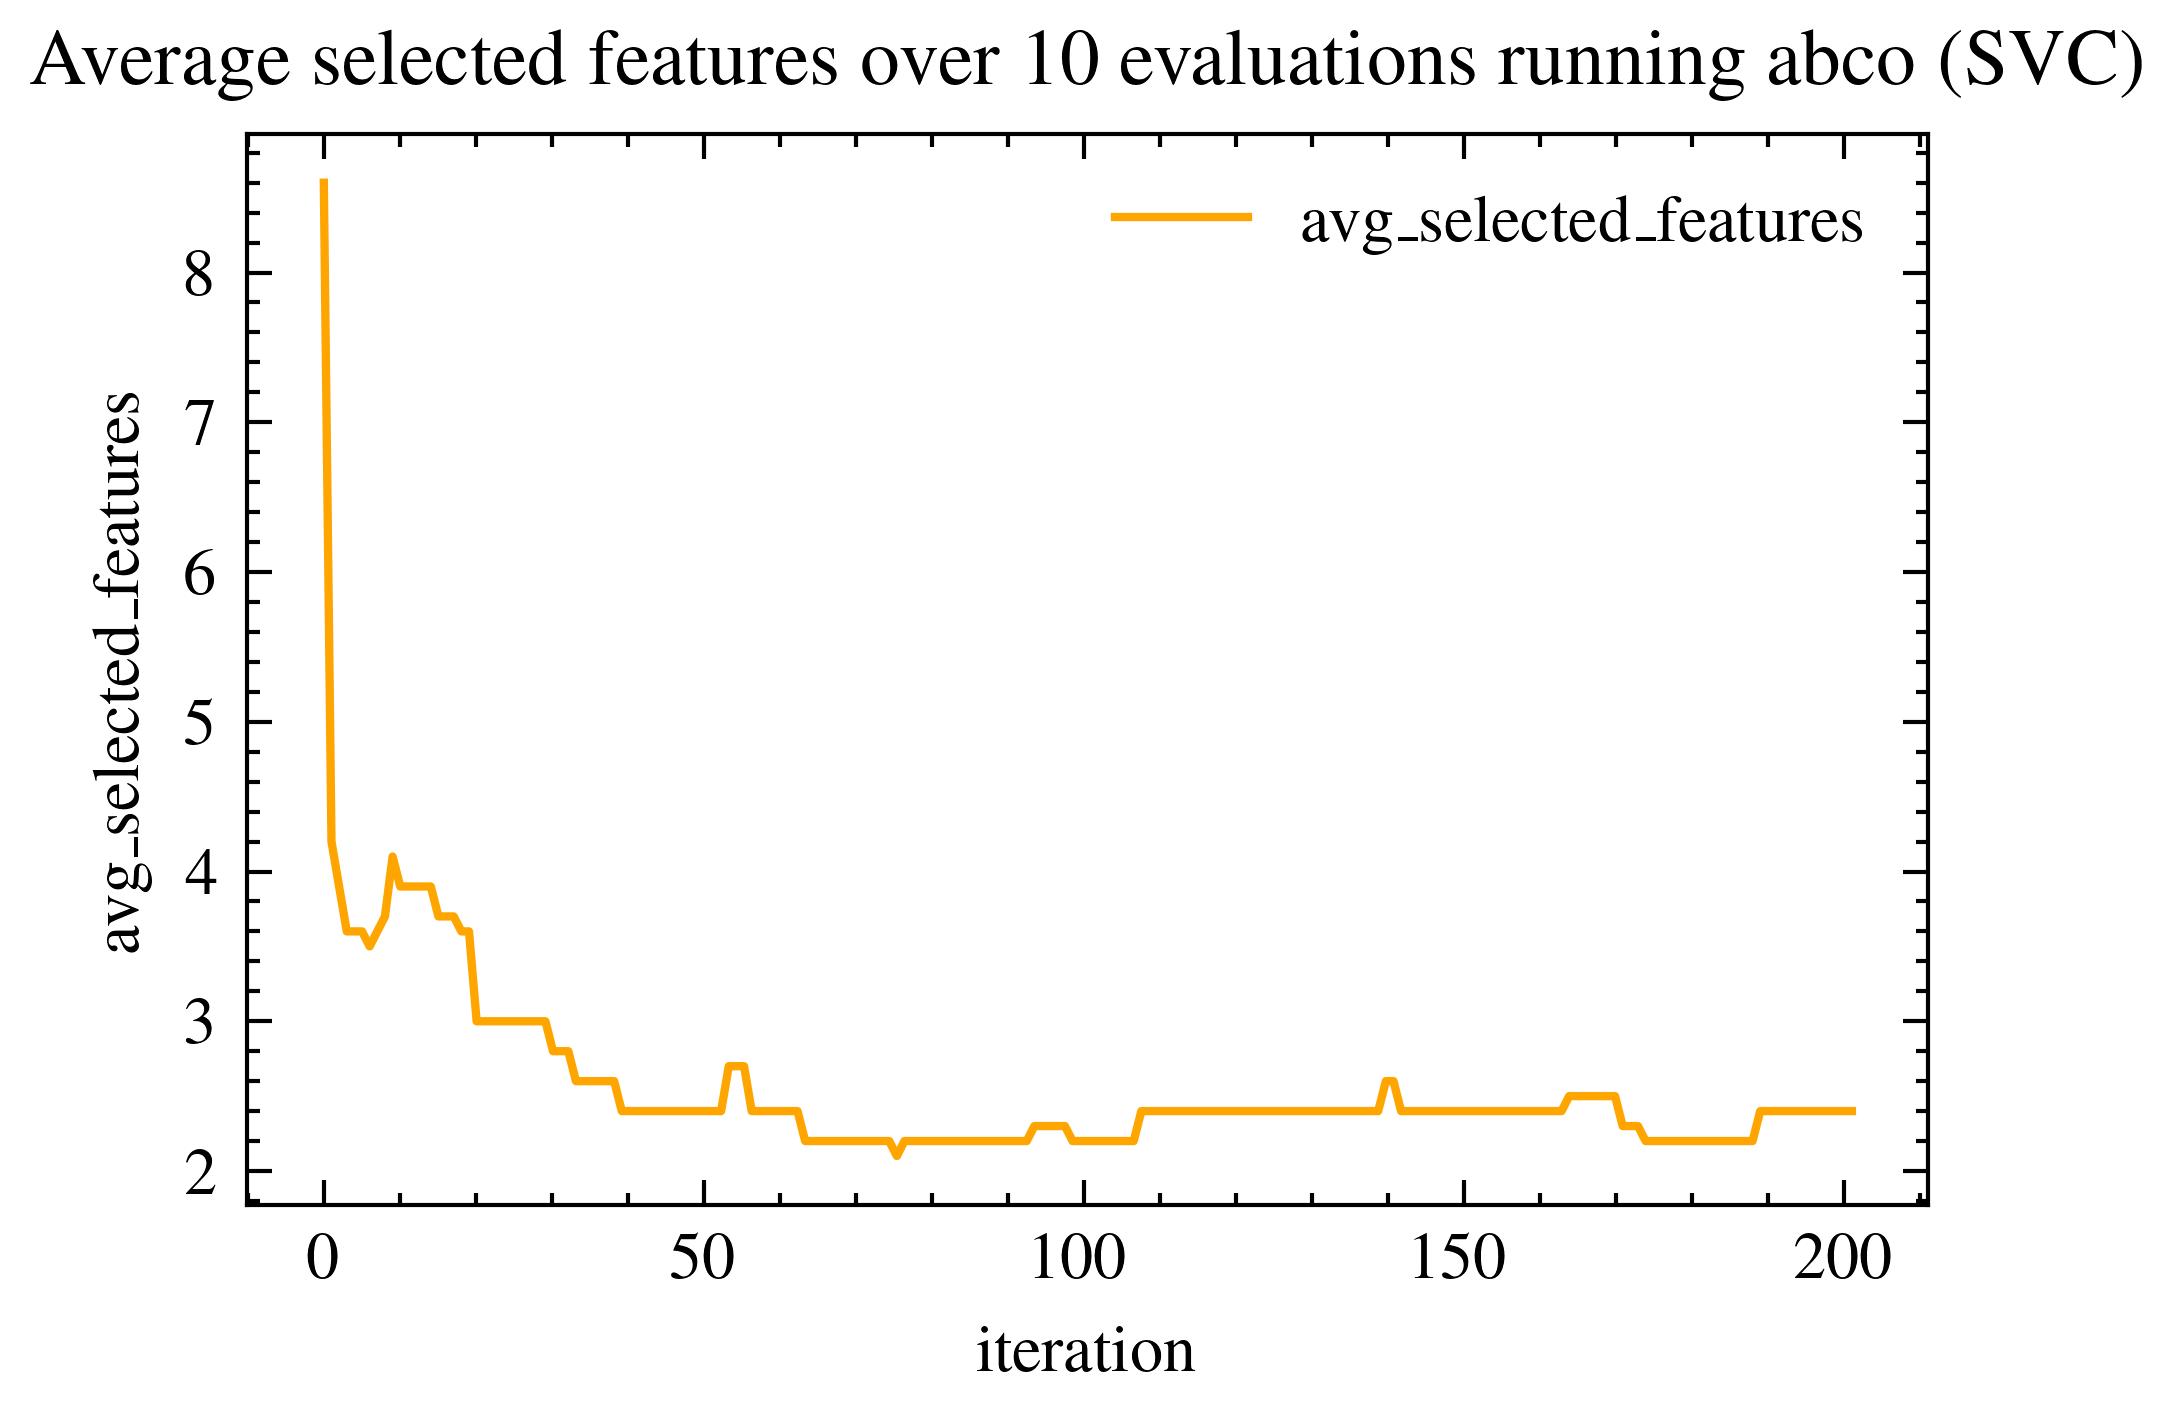 Average selected features over 10 evaluations running abco (SVC)
avg_selected_features
8
7
6
5
4
3
2
avg_selected_features
0 50 100 150 200
iteration